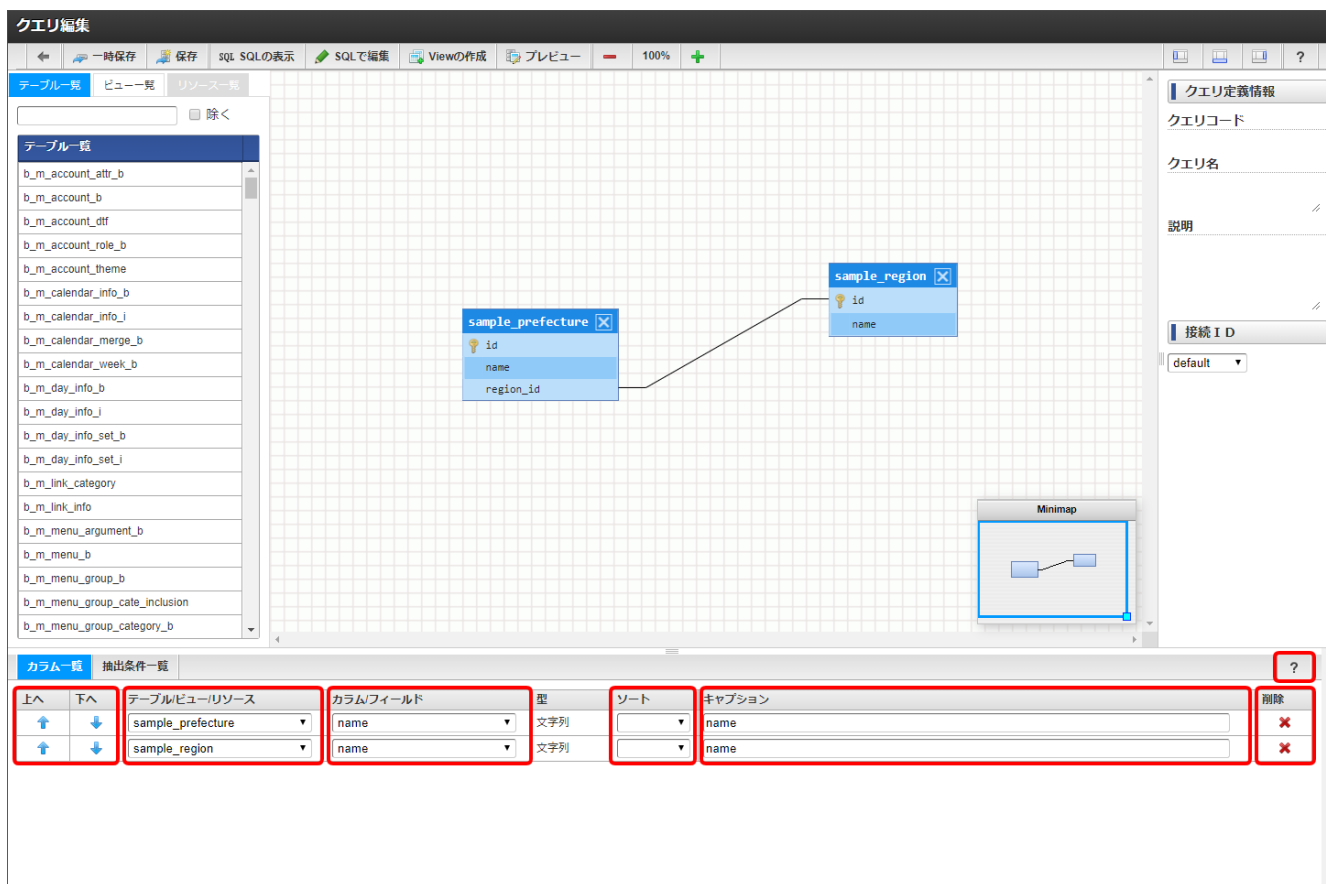 クエリ編集
一時保存 保存 SQL SQLの表示 SQLで編集 Viewの作成 プレビュー 100% ?
テーブル一覧 ビュー一覧 リソース一覧
除く
テーブル一覧
b_m_account_attr_b
b_m_account_b
b_m_account_dtf
b_m_account_role_b
b_m_account_theme
b_m_calendar_info_b
b_m_calendar_info_i
b_m_calendar_merge_b
b_m_calendar_week_b
b_m_day_info_b
b_m_day_info_i
b_m_day_info_set_b
b_m_day_info_set_i
b_m_link_category
b_m_link_info
b_m_menu_argument_b
b_m_menu_b
b_m_menu_group_b
b_m_menu_group_cate_inclusion
b_m_menu_group_category_b
sample_prefecture
id
name
region_id
sample_region
id
name
Minimap
クエリ定義情報
クエリコード
クエリ名
説明
接続ＩＤ
default
カラム一覧 抽出条件一覧 ?
上へ 下へ テーブル/ビュー/リソース カラム/フィールド 型 ソート キャプション 削除
sample_prefecture name 文字列 name
sample_region name 文字列 name